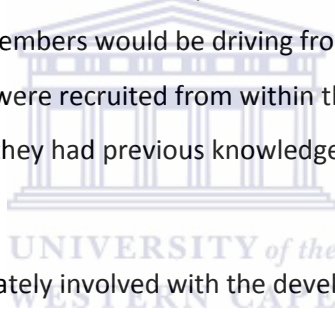 embers would be driving fro
were recruited from within th
hey had previous knowledge
UNIVERSITY of the
ately involved with the devel
WESTERN CAPE